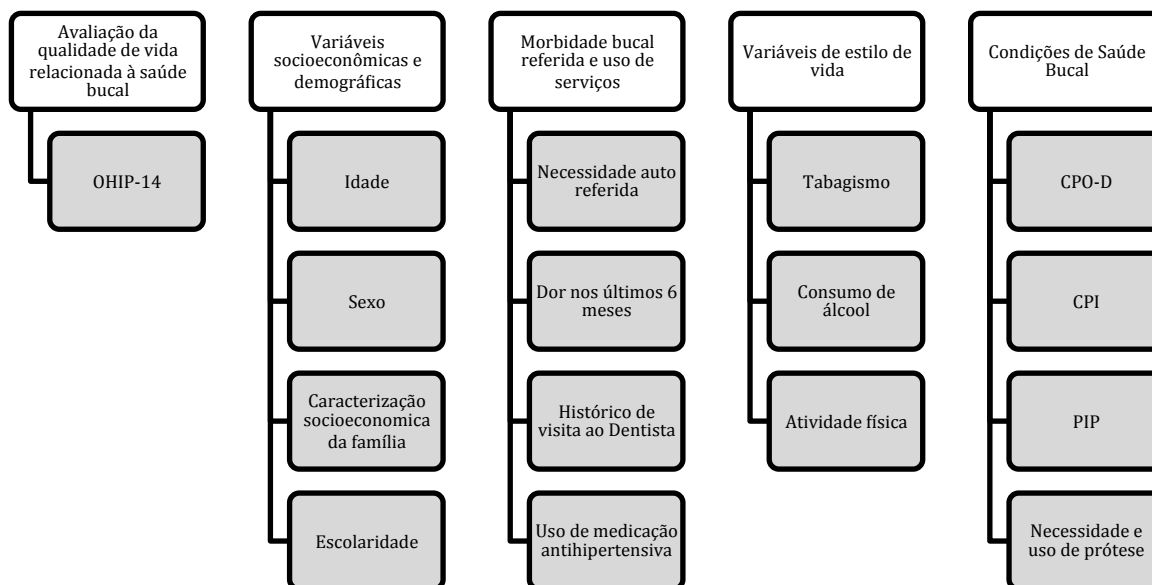 Avaliação da
qualidade de vida
relacionada à saúde
bucal
OHIP-14
Variáveis
socioeconômicas e
demográficas
Idade
Sexo
Caracterização
socioeconomica
da família
Escolaridade
Morbidade bucal
referida e uso de
serviços
Necessidade auto
referida
Dor nos últimos 6
meses
Histórico de
visita ao Dentista
Uso de medicação
antihipertensiva
Variáveis de estilo de
vida
Tabagismo
Consumo de
álcool
Atividade física
Condições de Saúde
Bucal
CPO-D
CPI
PIP
Necessidade e
uso de prótese